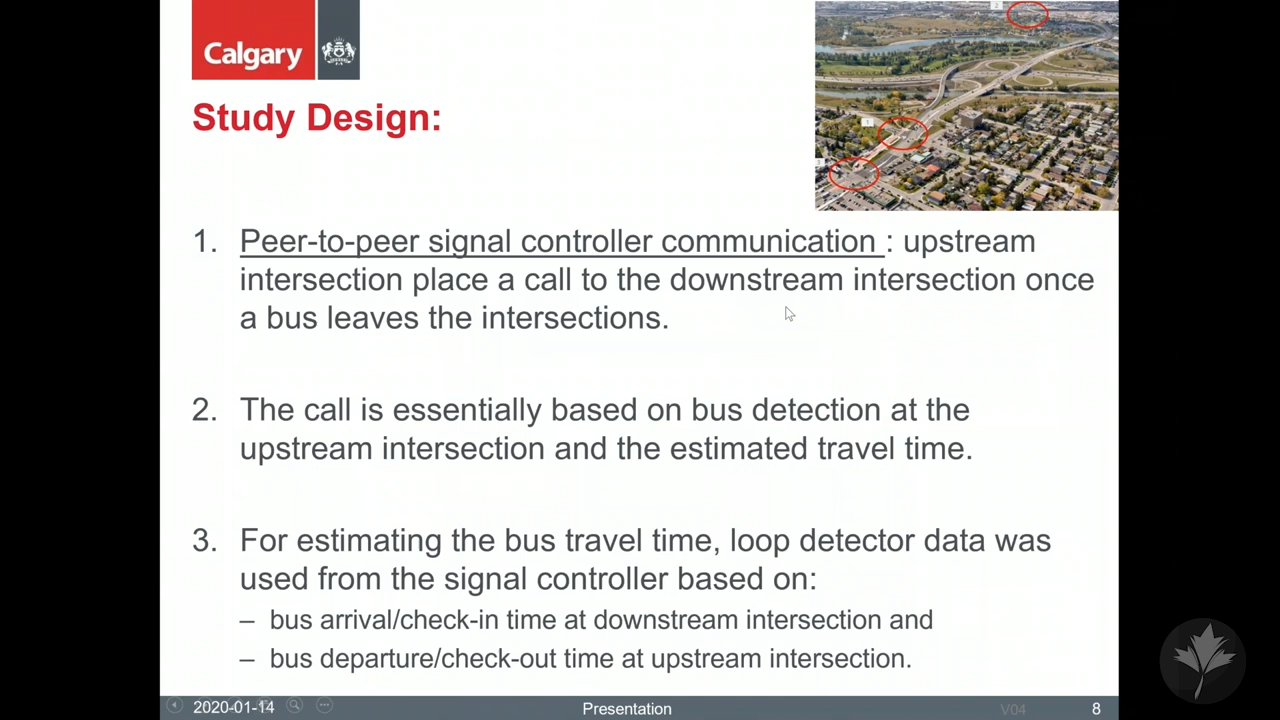 Calgary
2
1
3
Study Design:
1. Peer-to-peer signal controller communication : upstream
intersection place a call to the downstream intersection once
a bus leaves the intersections.
2. The call is essentially based on bus detection at the
upstream intersection and the estimated travel time.
3. For estimating the bus travel time, loop detector data was
used from the signal controller based on:
– bus arrival/check-in time at downstream intersection and
– bus departure/check-out time at upstream intersection.
2020-01-14
Presentation
V04
8